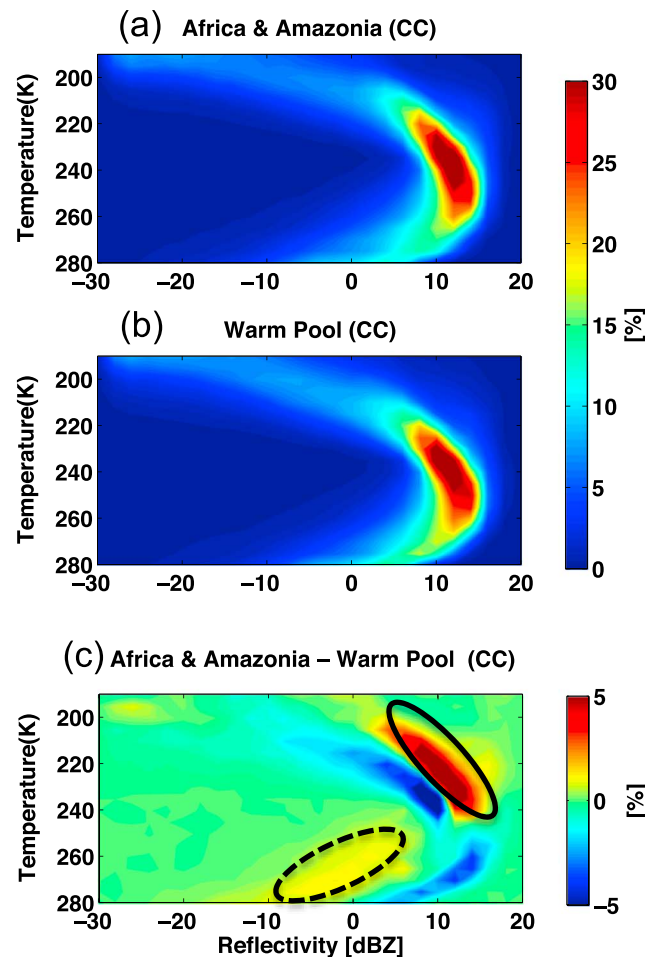 (a) Africa & Amazonia (CC)
Temperature(K)
200
220
240
260
280
−30 −20 −10 0 10 20
(b) Warm Pool (CC)
Temperature(K)
200
220
240
260
280
−30 −20 −10 0 10 20
30
25
20
15
10
5
0
[%]
(c) Africa & Amazonia − Warm Pool (CC)
Temperature(K)
200
220
240
260
280
−30 −20 −10 0 10 20
Reflectivity [dBZ]
5
0
−5
[%]